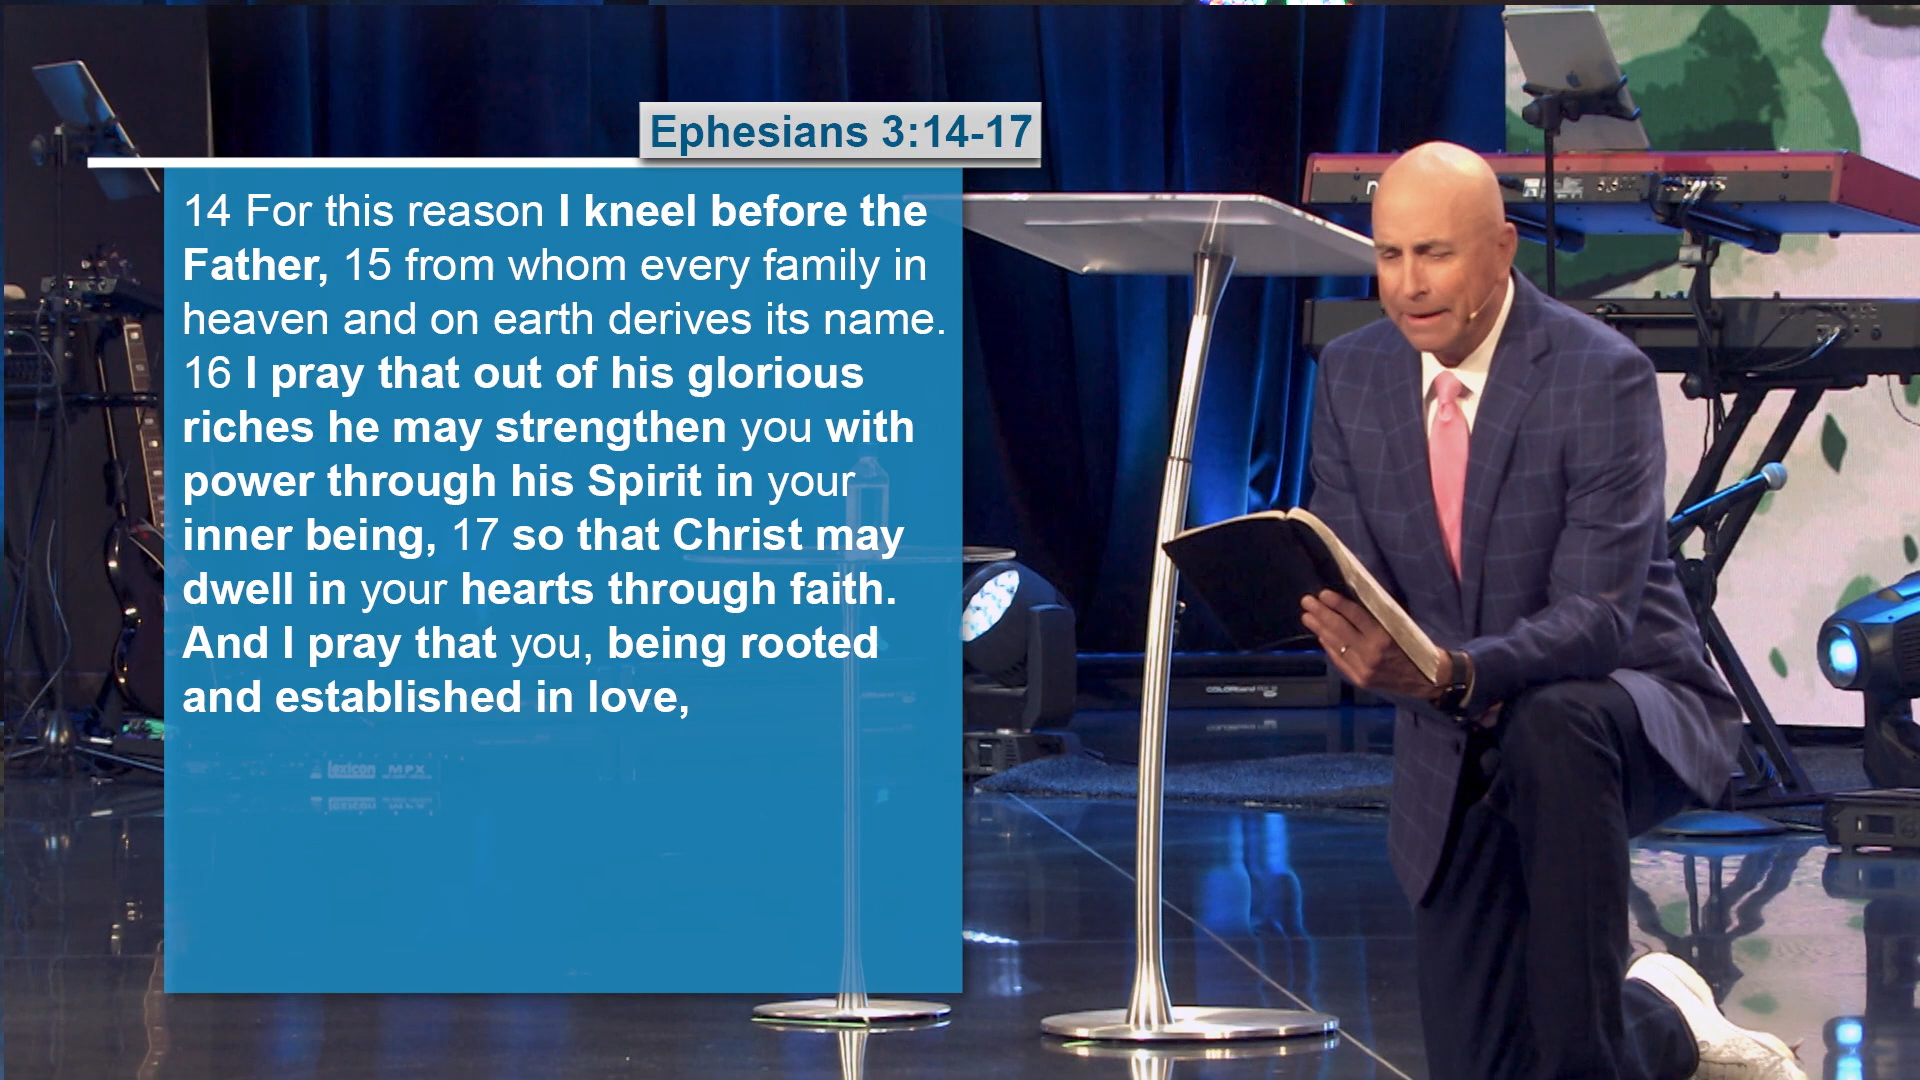 Ephesians 3:14-17
14 For this reason I kneel before the
Father, 15 from whom every family in
heaven and on earth derives its name.
16 I pray that out of his glorious
riches he may strengthen you with
power through his Spirit in your
inner being, 17 so that Christ may
dwell in your hearts through faith.
And I pray that you, being rooted
and established in love,
lexicon MPX